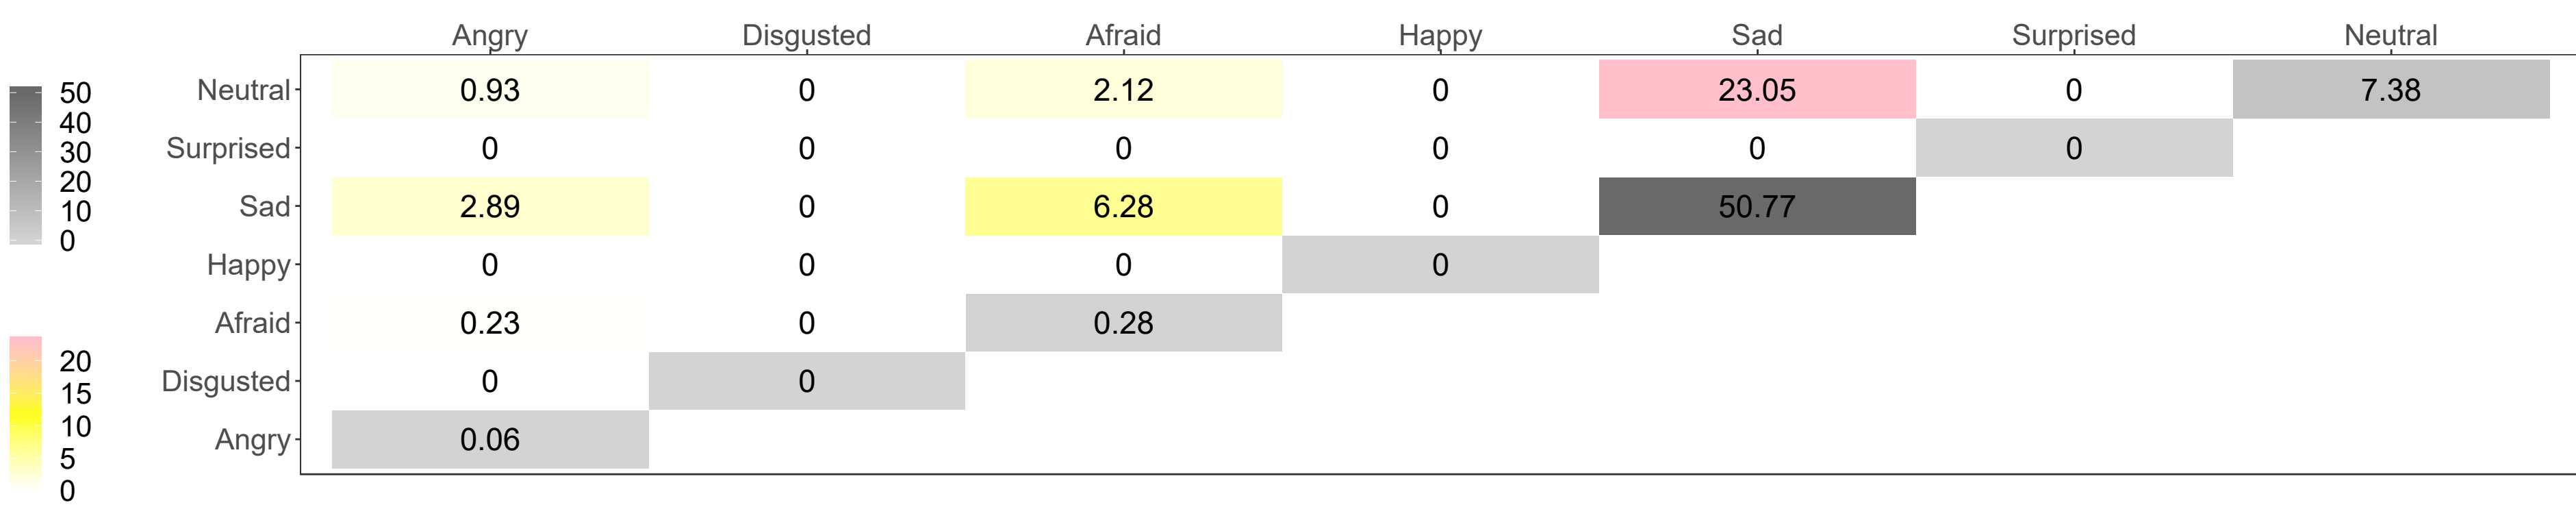 Angry Disgusted Afraid Happy Sad Surprised Neutral
Neutral 0.93 0 2.12 0 23.05 0 7.38
Surprised 0 0 0 0 0 0
Sad 2.89 0 6.28 0 50.77
Happy 0 0 0 0
Afraid 0.23 0 0.28
Disgusted 0 0
Angry 0.06
50
40
30
20
10
0
20
15
10
5
0